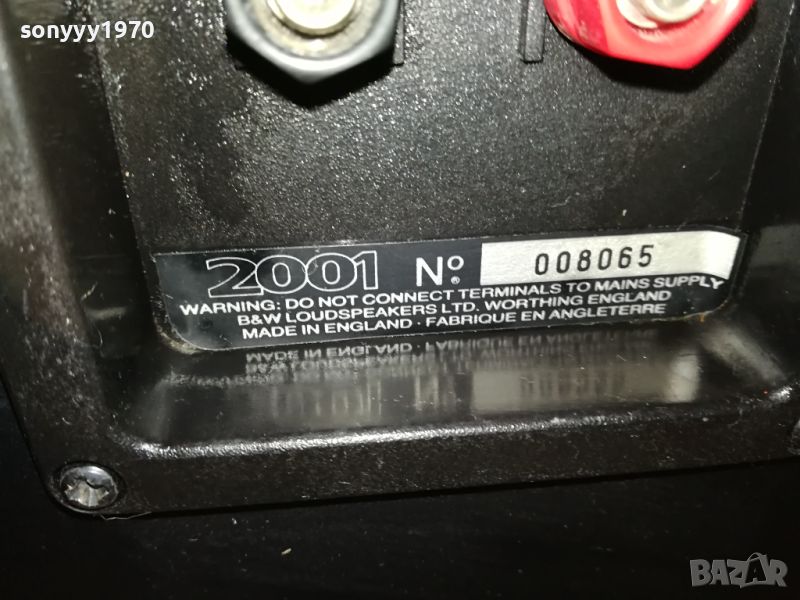 sonyyy1970
2001 Nº 008065
WARNING: DO NOT CONNECT TERMINALS TO MAINS SUPPLY
B&W LOUDSPEAKERS LTD. WORTHING ENGLAND
MADE IN ENGLAND · FABRIQUE EN ANGLETERRE
BAZAR